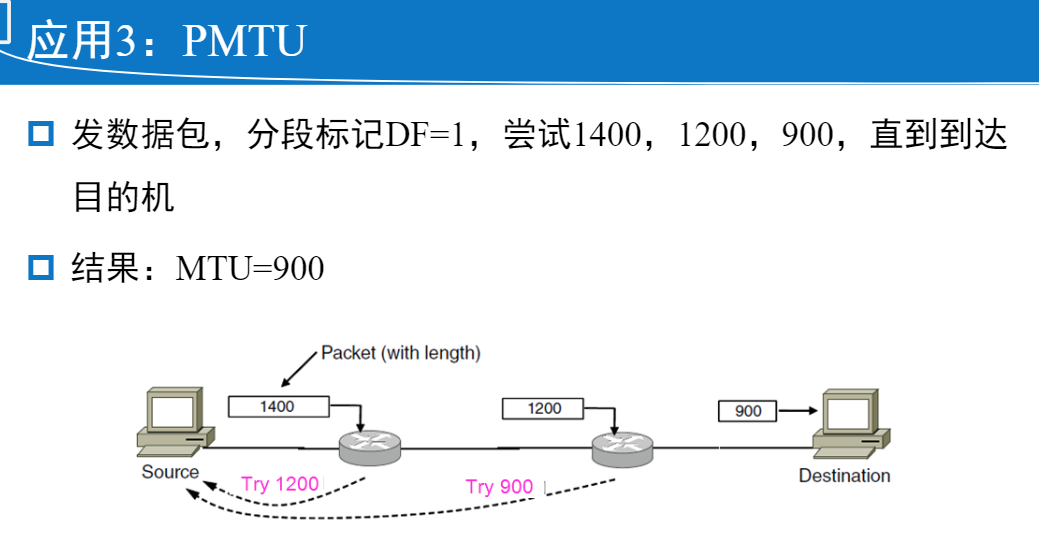 应用3：PMTU
发数据包，分段标记DF=1，尝试1400，1200，900，直到到达
目的机
结果：MTU=900
Packet (with length)
1400
1200
900
Source
Try 1200
Try 900
Destination